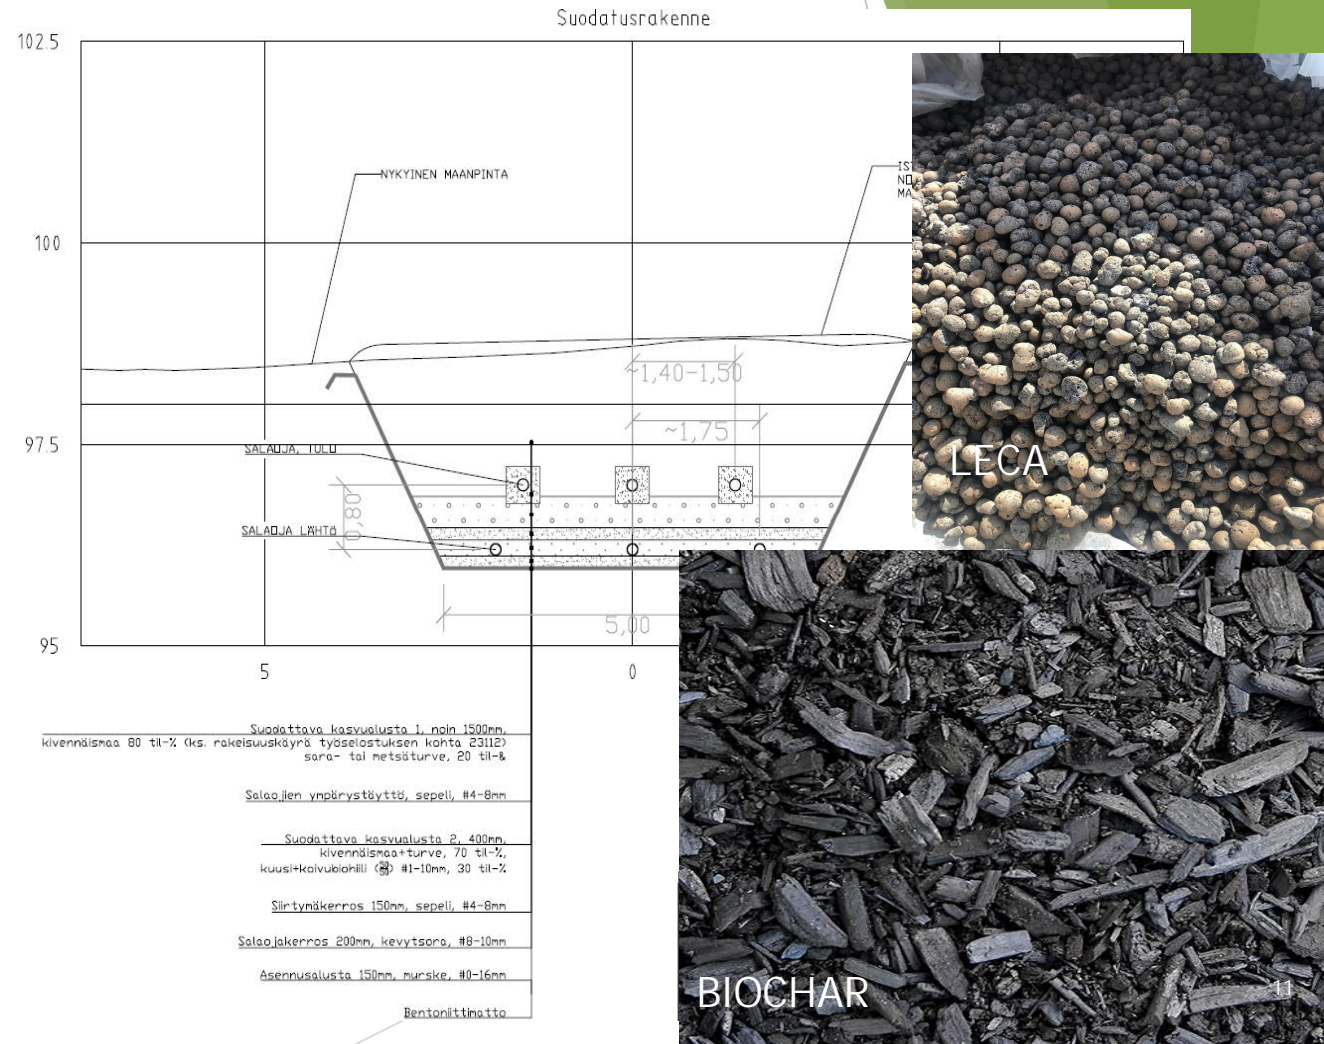 Suodatusrakenne
102.5
NYKYINEN MAANPINTA
100
~1,40-1,50
~1,75
97.5
SALAOJA, TULO
0,80
SALAOJA LÄHTÖ
LECA
5,00
95
5
0
Suodattava kasvualusta 1, noin 1500mm,
kivennäismaa 80 til-% (ks. rakeisuuskäyrä työselostuksen kohta 23112)
sara- tai metsäturve, 20 til-&
Salaojien ympärystäyttö, sepeli, #4-8mm
Suodattava kasvualusta 2, 400mm,
kivennäismaa+turve, 70 til-%,
kuusi+koivubiohiili #1-10mm, 30 til-%
Siirtymäkerros 150mm, sepeli, #4-8mm
Salaojakerros 200mm, kevytsora, #8-10mm
Asennusalusta 150mm, murske, #0-16mm
Bentoniittimatto
BIOCHAR
11